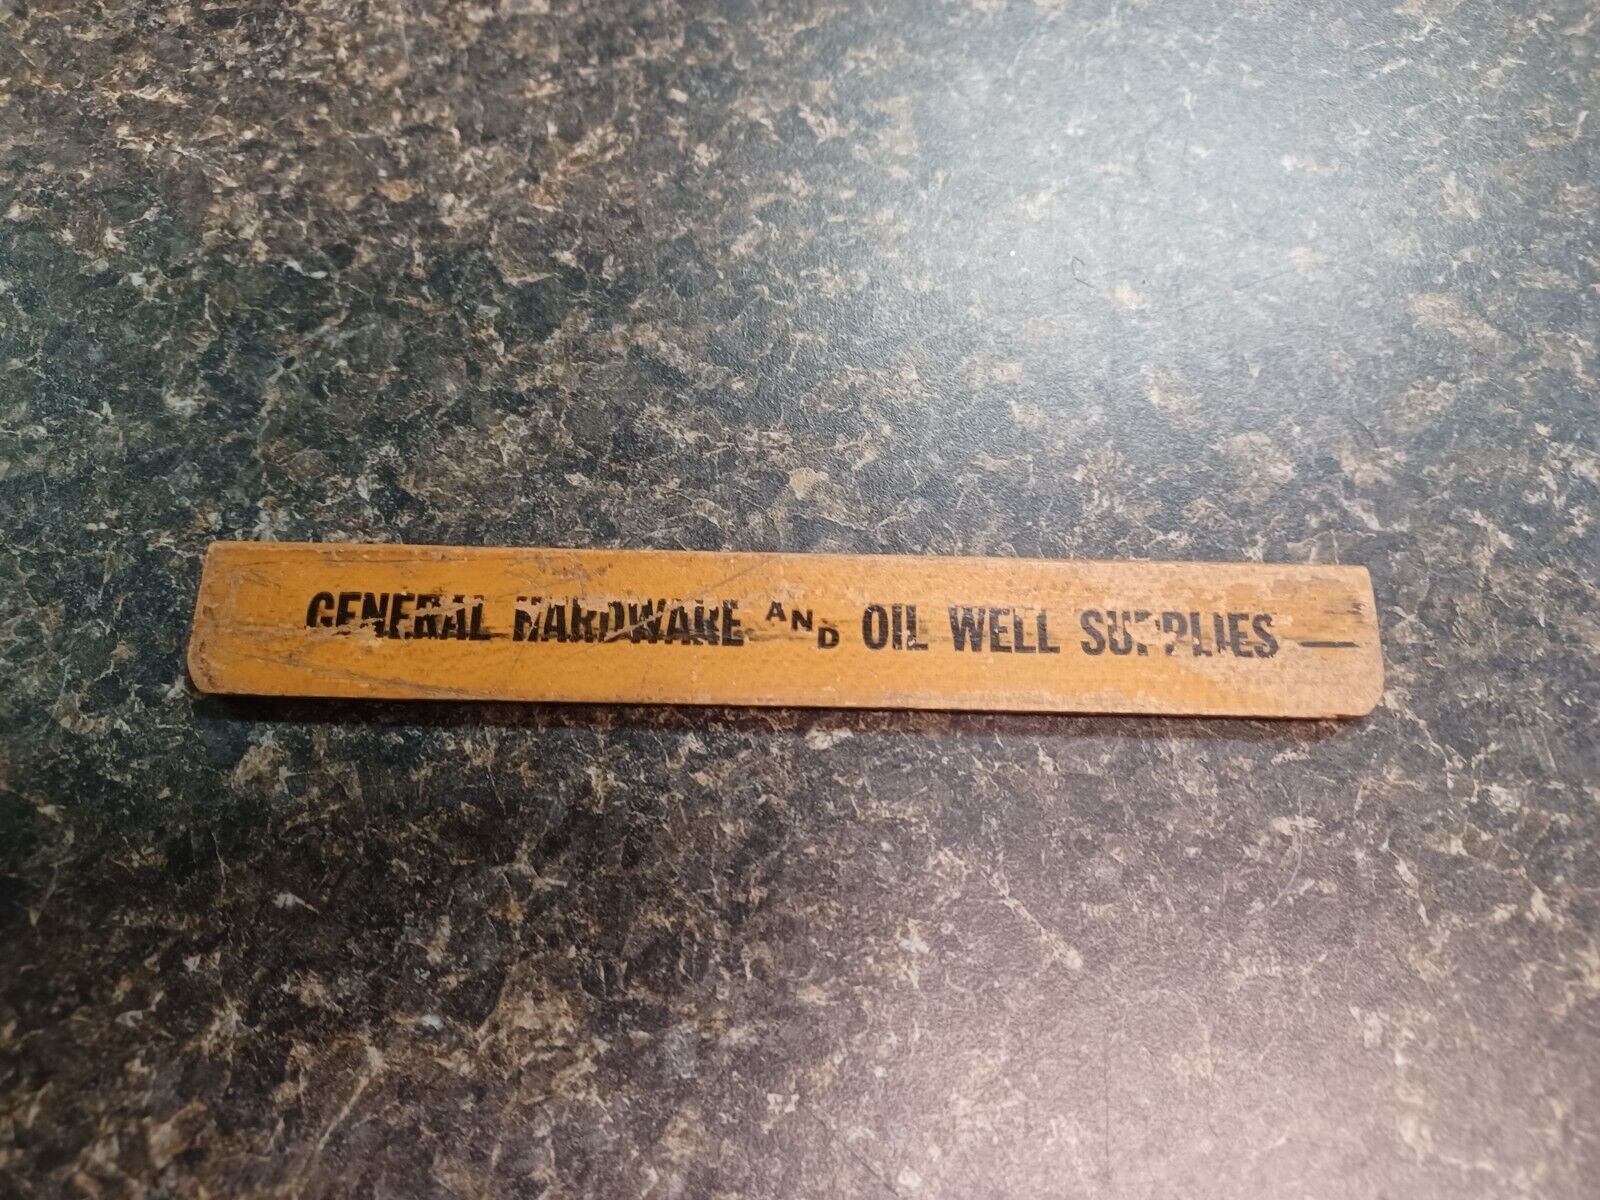 GENERAL HARDWARE AND OIL WELL SUPPLIES —